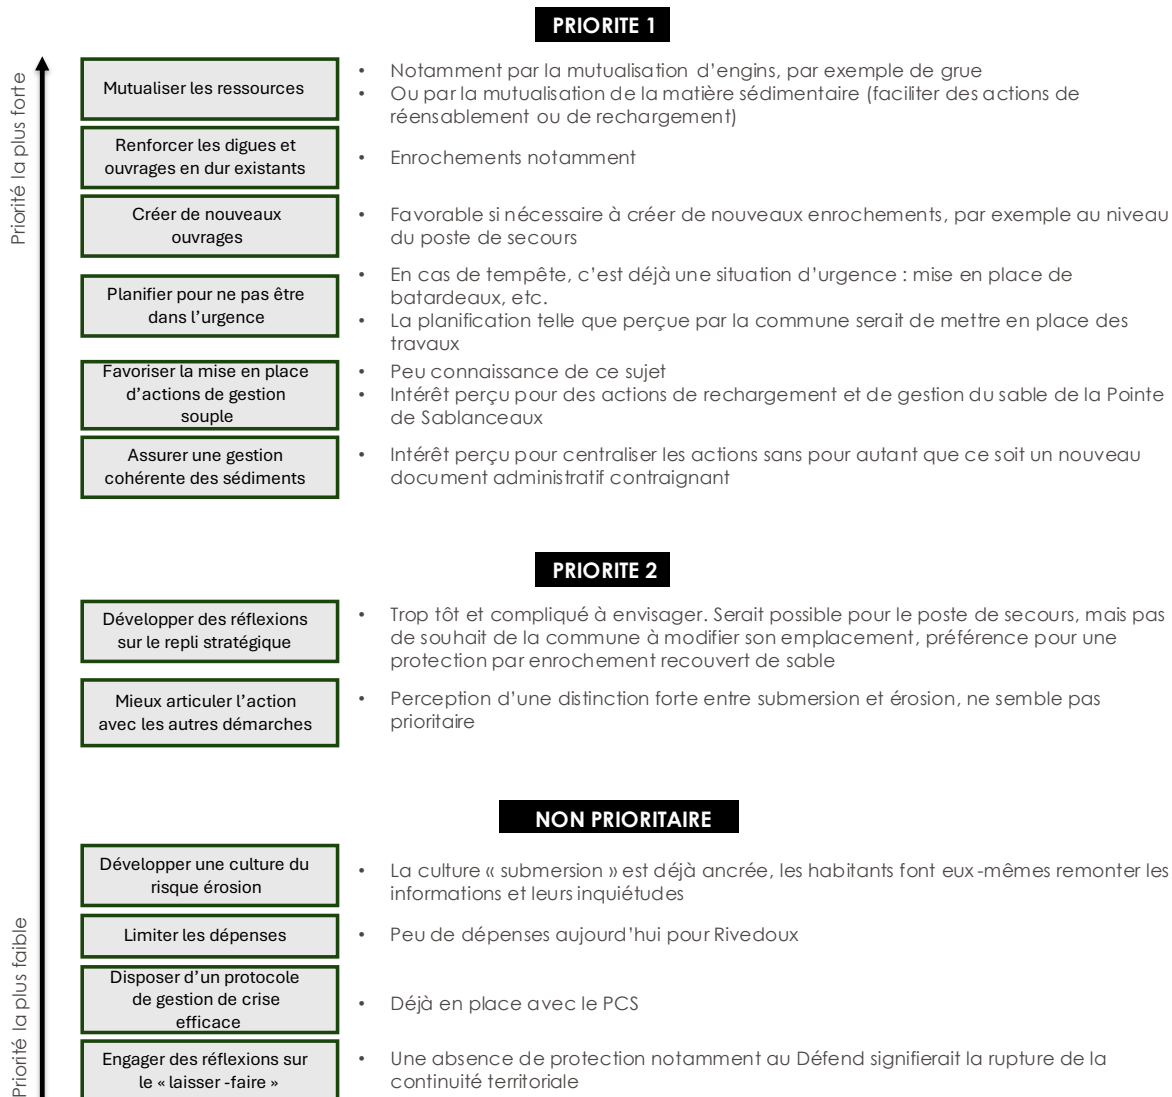 PRIORITE 1
Priorité la plus forte
Mutualiser les ressources
• Notamment par la mutualisation d’engins, par exemple de grue
• Ou par la mutualisation de la matière sédimentaire (faciliter des actions de
réensablement ou de rechargement)
Renforcer les digues et
ouvrages en dur existants
• Enrochements notamment
Créer de nouveaux
ouvrages
• Favorable si nécessaire à créer de nouveaux enrochements, par exemple au niveau
du poste de secours
Planifier pour ne pas être
dans l’urgence
• En cas de tempête, c’est déjà une situation d’urgence : mise en place de
batardeaux, etc.
• La planification telle que perçue par la commune serait de mettre en place des
travaux
Favoriser la mise en place
d’actions de gestion
souple
• Peu connaissance de ce sujet
• Intérêt perçu pour des actions de rechargement et de gestion du sable de la Pointe
de Sablanceaux
Assurer une gestion
cohérente des sédiments
• Intérêt perçu pour centraliser les actions sans pour autant que ce soit un nouveau
document administratif contraignant
PRIORITE 2
Développer des réflexions
sur le repli stratégique
• Trop tôt et compliqué à envisager. Serait possible pour le poste de secours, mais pas
de souhait de la commune à modifier son emplacement, préférence pour une
protection par enrochement recouvert de sable
Mieux articuler l’action
avec les autres démarches
• Perception d’une distinction forte entre submersion et érosion, ne semble pas
prioritaire
NON PRIORITAIRE
Développer une culture du
risque érosion
• La culture « submersion » est déjà ancrée, les habitants font eux-mêmes remonter les
informations et leurs inquiétudes
Limiter les dépenses
• Peu de dépenses aujourd’hui pour Rivedoux
Disposer d’un protocole
de gestion de crise
efficace
• Déjà en place avec le PCS
Engager des réflexions sur
le « laisser -faire »
• Une absence de protection notamment au Défend signifierait la rupture de la
continuité territoriale
Priorité la plus faible